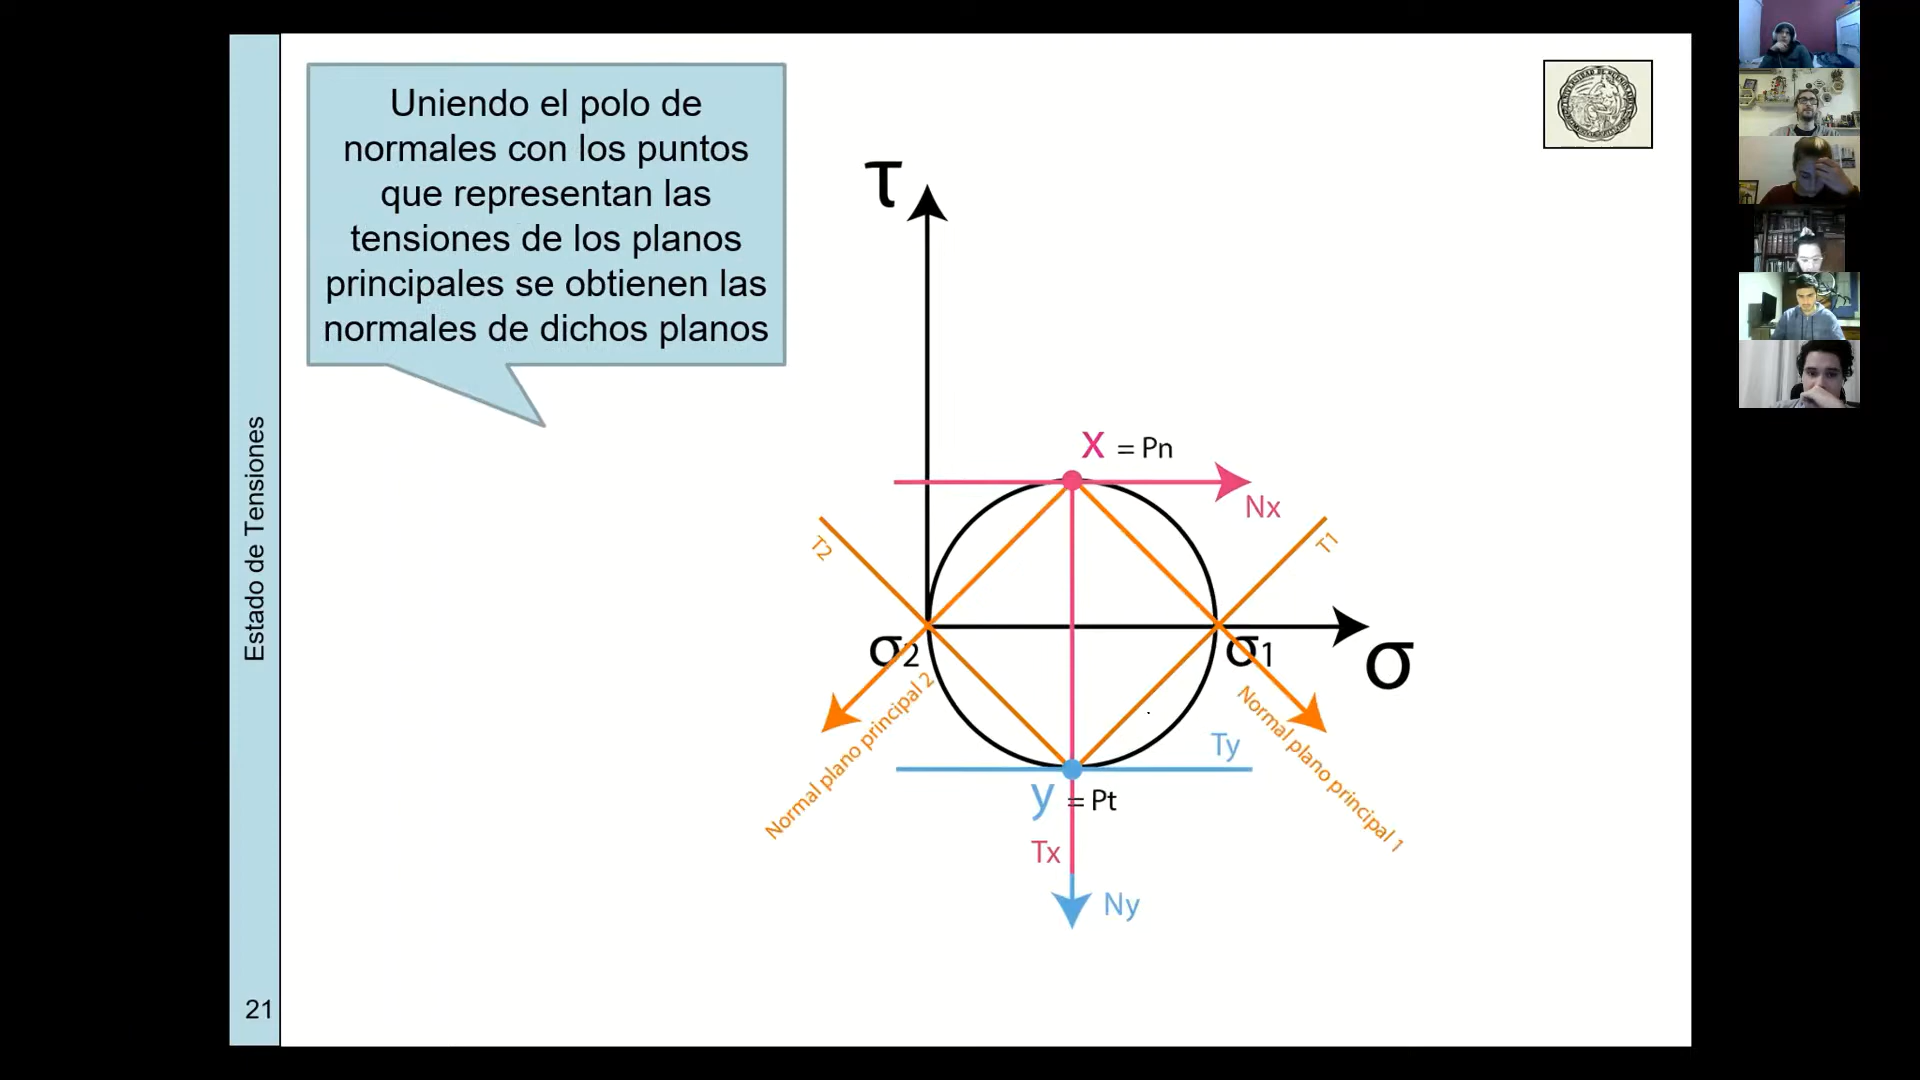 Uniendo el polo de
normales con los puntos
que representan las
tensiones de los planos
principales se obtienen las
normales de dichos planos
Estado de Tensiones
21
τ
x = Pn
Nx
T2
T1
σ2
σ1
σ
Normal plano principal 2
Normal plano principal 1
Ty
y = Pt
Tx
Ny